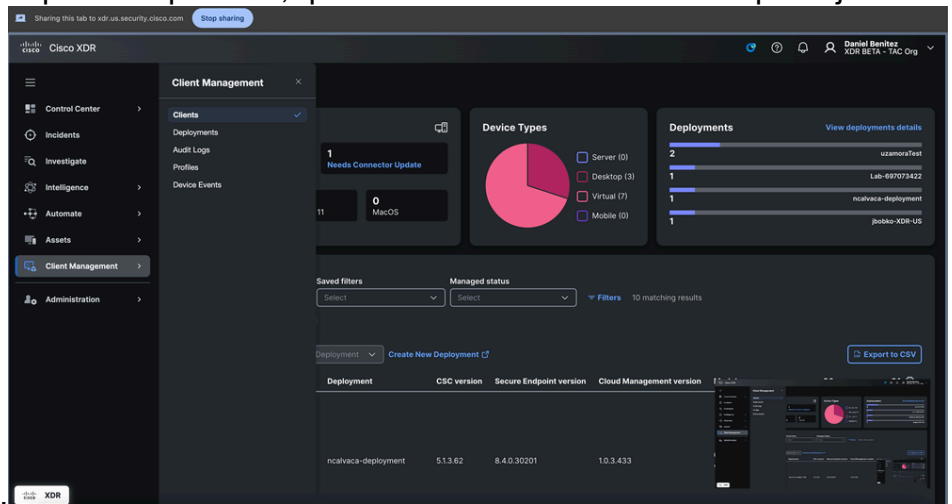 Sharing this tab to xdr.us.security.cisco.com Stop sharing
CISCO Cisco XDR
Daniel Benitez
XDR BETA - TAC Org
Control Center
Incidents
Investigate
Intelligence
Automate
Assets
Client Management
Administration
Client Management
Clients
Deployments
Audit Logs
Profiles
Device Events
1
Needs Connector Update
11
0
MacOS
Device Types
Server (0)
Desktop (3)
Virtual (7)
Mobile (0)
Deployments View deployments details
2 uzamoraTest
1 Lab-697073422
1 ncalvaca-deployment
1 jbobko-XDR-US
Saved filters Managed status
Select Select Filters 10 matching results
Deployment Create New Deployment Export to CSV
Deployment CSC version Secure Endpoint version Cloud Management version
ncalvaca-deployment 5.1.3.62 8.4.0.30201 1.0.3.433
CISCO XDR